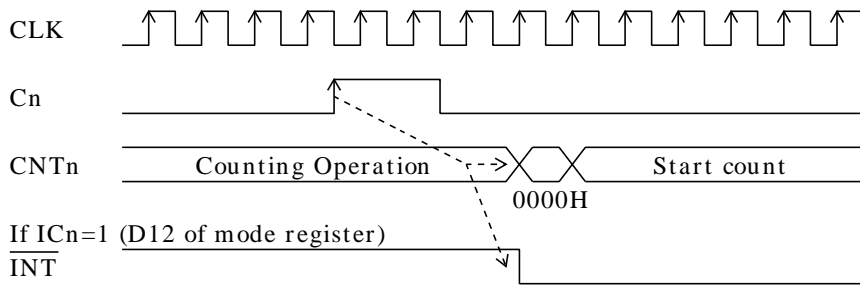 CLK
Cn
CNTn Counting Operation Start count
0000H
If ICn=1 (D12 of mode register)
INT